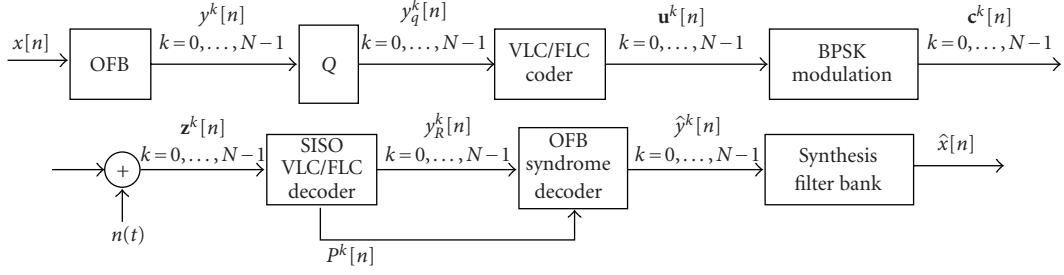 x[n]
OFB
y^k[n]
k = 0, . . . , N − 1
Q
y_q^k[n]
k = 0, . . . , N − 1
VLC/FLC
coder
u^k[n]
k = 0, . . . , N − 1
BPSK
modulation
c^k[n]
k = 0, . . . , N − 1
+
n(t)
z^k[n]
k = 0, . . . , N − 1
SISO
VLC/FLC
decoder
y_R^k[n]
k = 0, . . . , N − 1
P^k[n]
OFB
syndrome
decoder
ŷ^k[n]
k = 0, . . . , N − 1
Synthesis
filter bank
x̂[n]